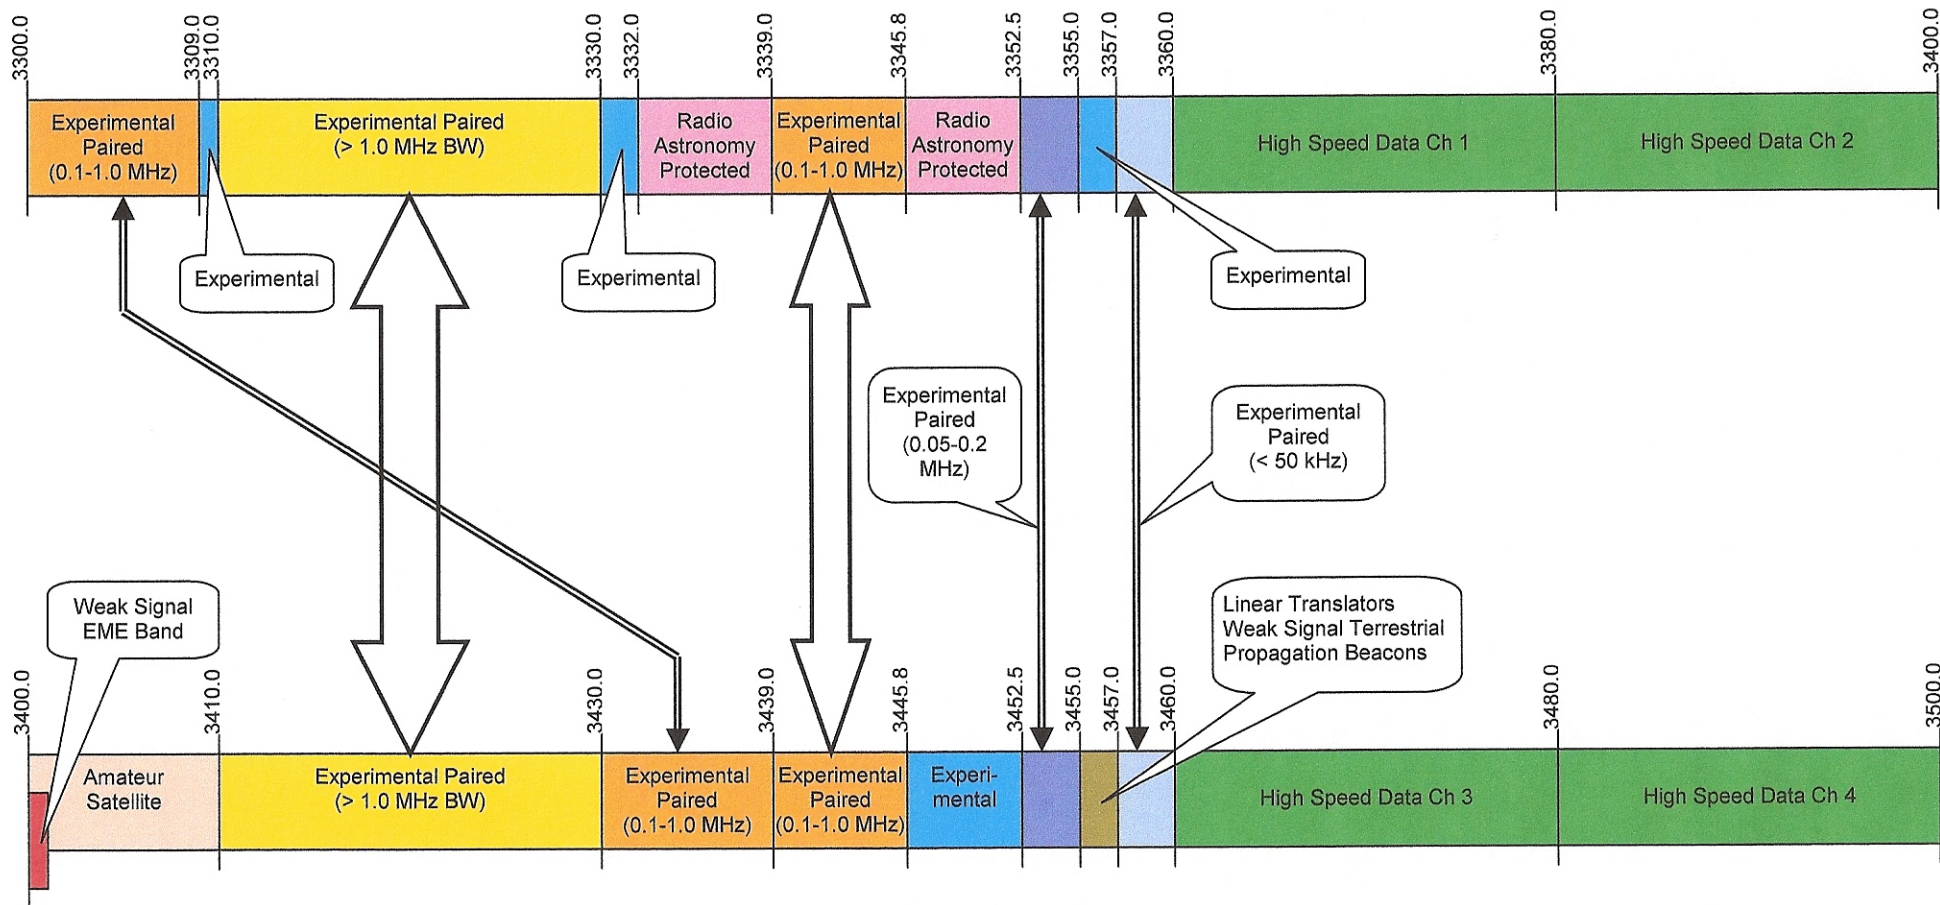 3300.0
3309.0
3310.0
3330.0
3332.0
3339.0
3345.8
3352.5
3355.0
3357.0
3360.0
3380.0
3400.0
Experimental
Paired
(0.1-1.0 MHz)
Experimental Paired
(> 1.0 MHz BW)
Radio
Astronomy
Protected
Experimental
Paired
(0.1-1.0 MHz)
Radio
Astronomy
Protected
High Speed Data Ch 1
High Speed Data Ch 2
Experimental
Experimental
Experimental
Experimental
Paired
(0.05-0.2
MHz)
Experimental
Paired
(< 50 kHz)
Weak Signal
EME Band
Linear Translators
Weak Signal Terrestrial
Propagation Beacons
3400.0
3410.0
3430.0
3439.0
3445.8
3452.5
3455.0
3457.0
3460.0
3480.0
3500.0
Amateur
Satellite
Experimental Paired
(> 1.0 MHz BW)
Experimental
Paired
(0.1-1.0 MHz)
Experimental
Paired
(0.1-1.0 MHz)
Experi-
mental
High Speed Data Ch 3
High Speed Data Ch 4